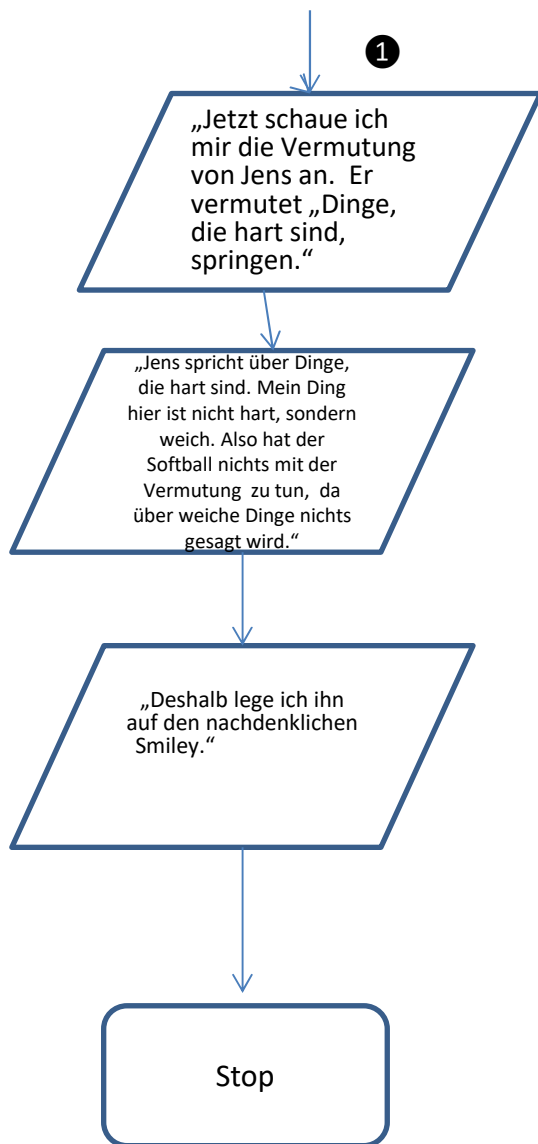 ❶
„Jetzt schaue ich
mir die Vermutung
von Jens an. Er
vermutet „Dinge,
die hart sind,
springen.“
„Jens spricht über Dinge,
die hart sind. Mein Ding
hier ist nicht hart, sondern
weich. Also hat der
Softball nichts mit der
Vermutung zu tun, da
über weiche Dinge nichts
gesagt wird.“
„Deshalb lege ich ihn
auf den nachdenklichen
Smiley.“
Stop